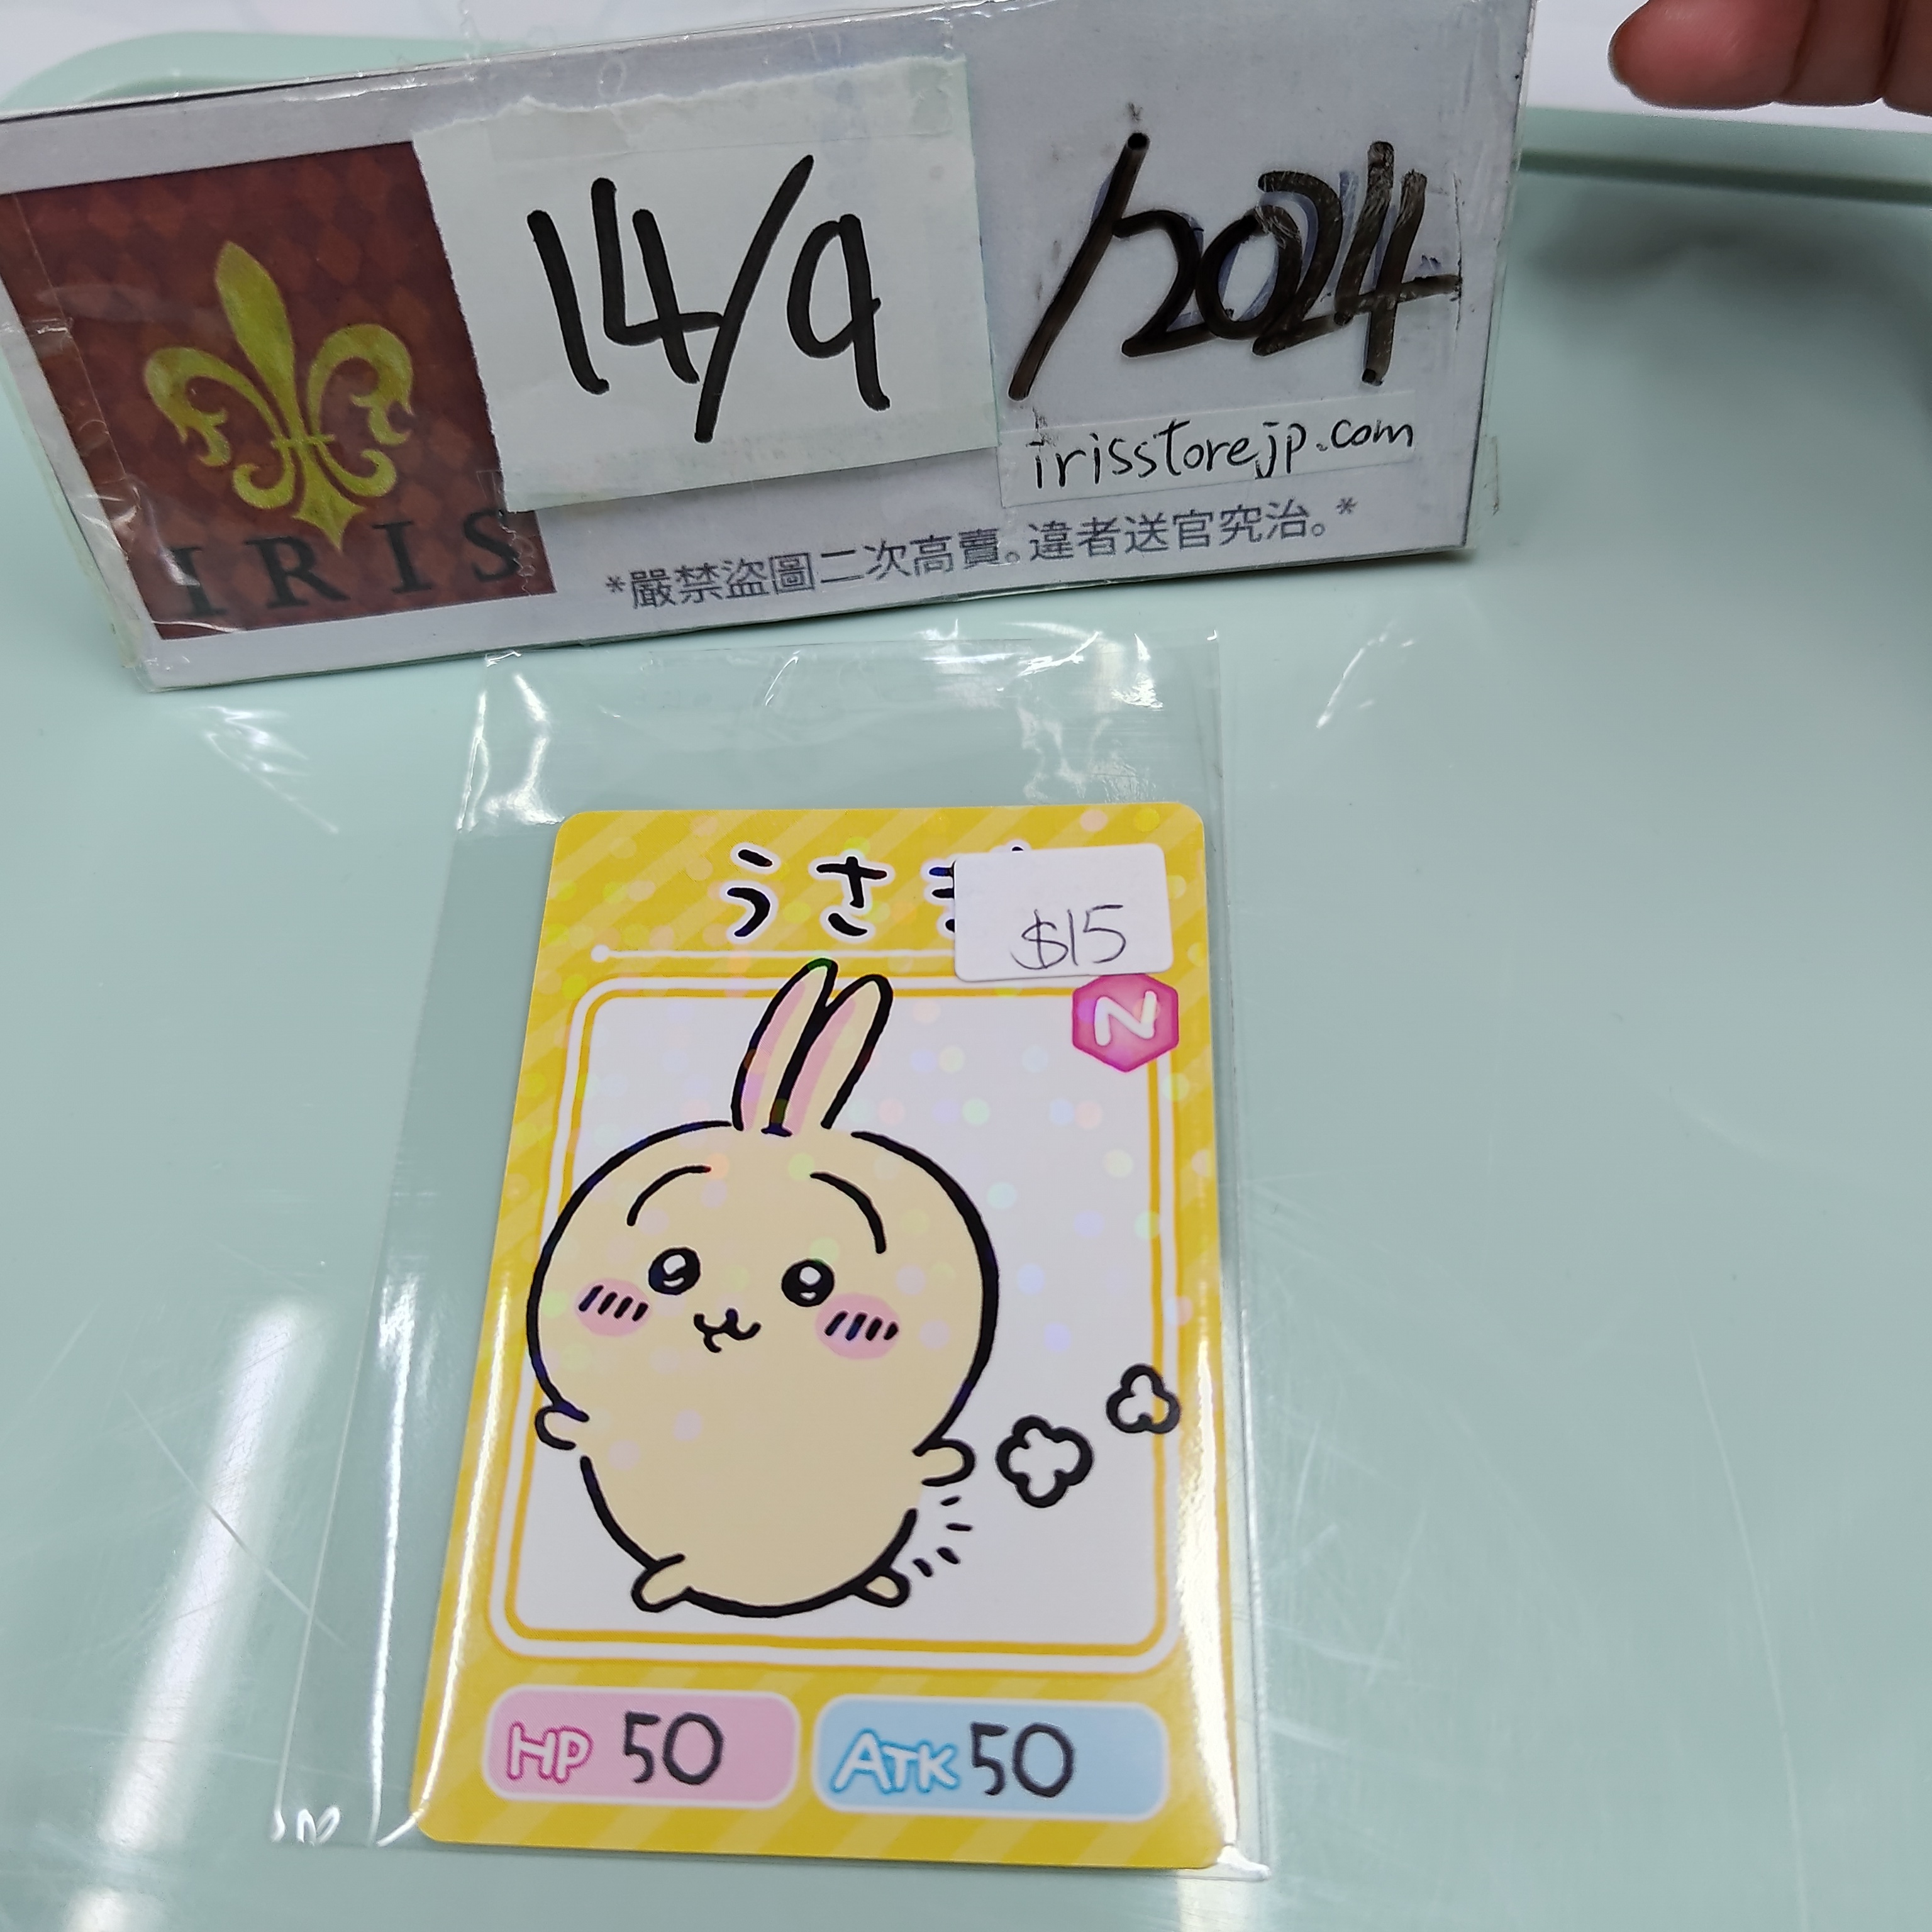 14/9 /2024
irisstorejp.com
IRIS
*嚴禁盜圖二次高賣。違者送官究治。*
うさ
$15
N
HP 50 ATK 50